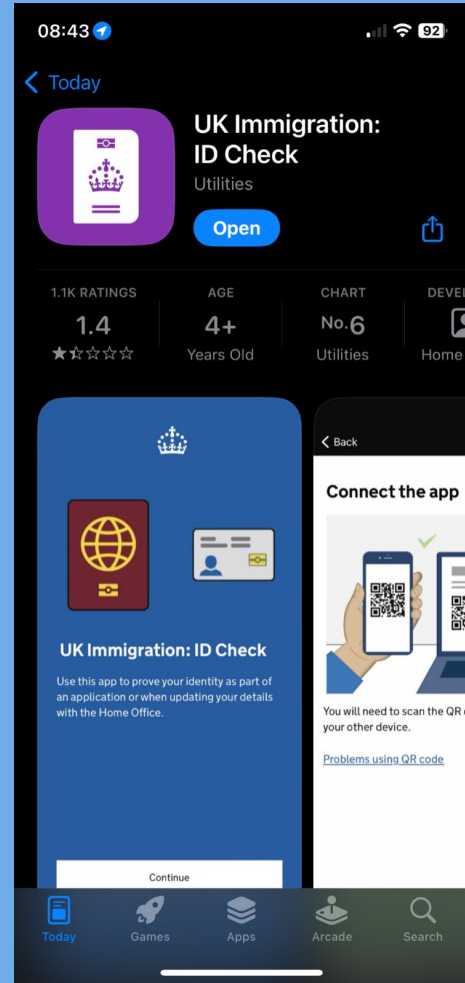 08:43
92
Today
UK Immigration:
ID Check
Utilities
Open
1.1K RATINGS
AGE
CHART
1.4
4+
No.6
Years Old
Utilities
Home
Back
Connect the app
UK Immigration: ID Check
Use this app to prove your identity as part of
an application or when updating your details
with the Home Office.
You will need to scan the QR
your other device.
Problems using QR code
Continue
Today
Games
Apps
Arcade
Search